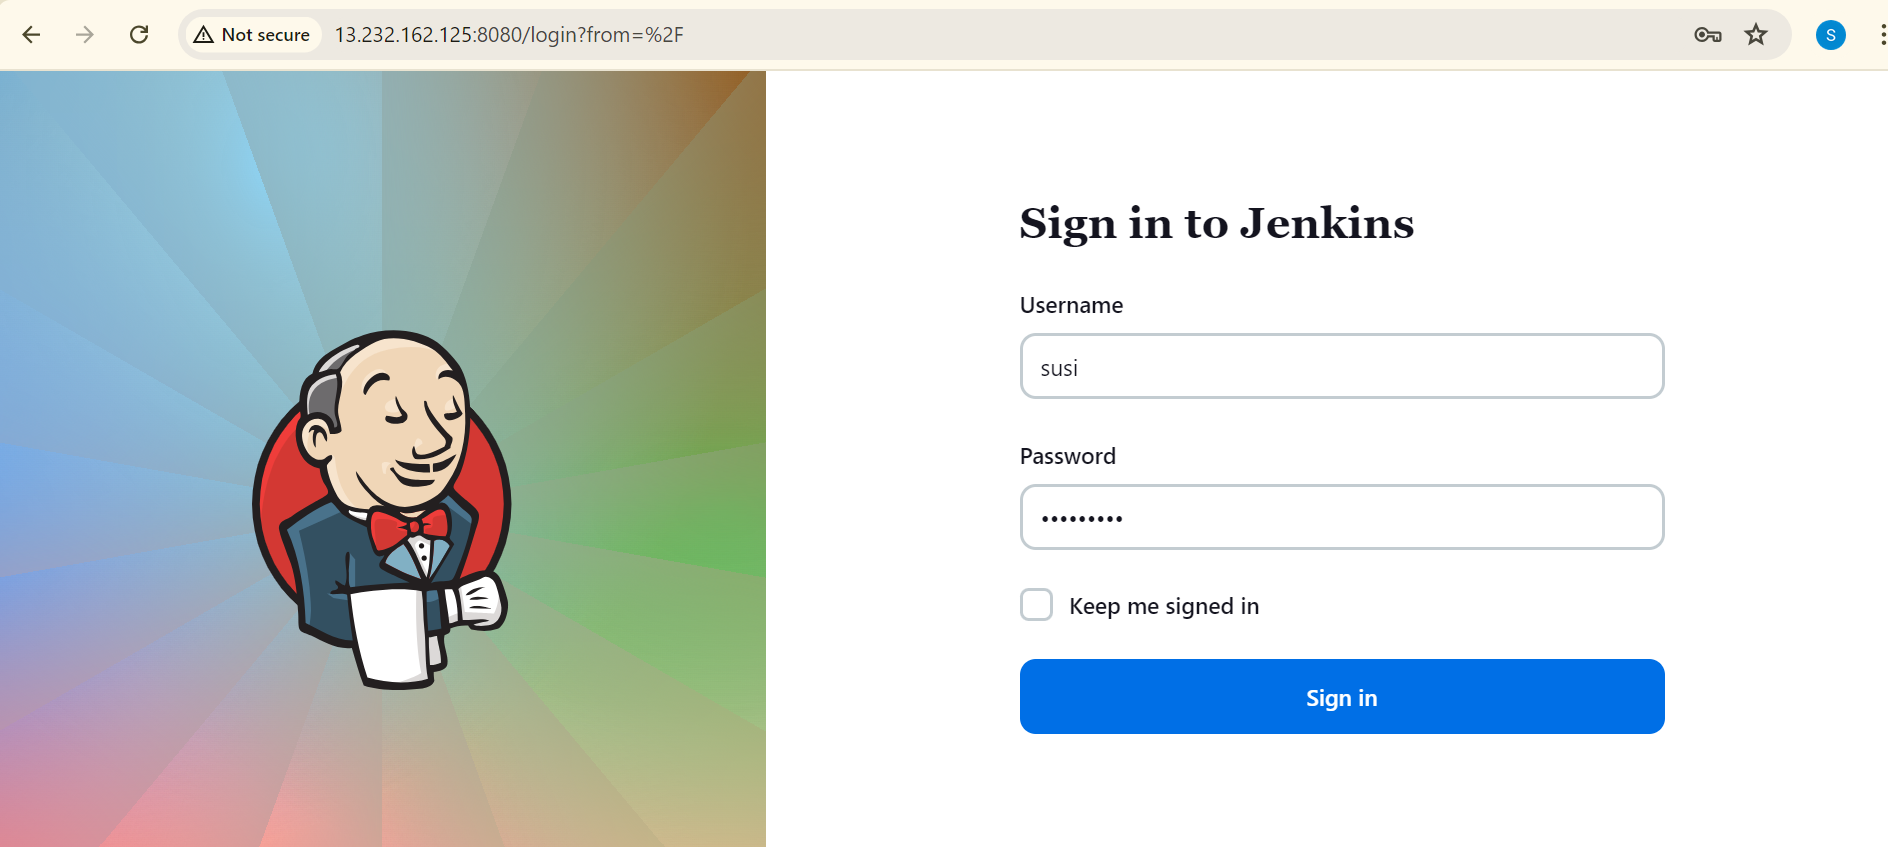 Not secure 13.232.162.125:8080/login?from=%2F S
Sign in to Jenkins
Username
susi
Password
•••••••••
Keep me signed in
Sign in